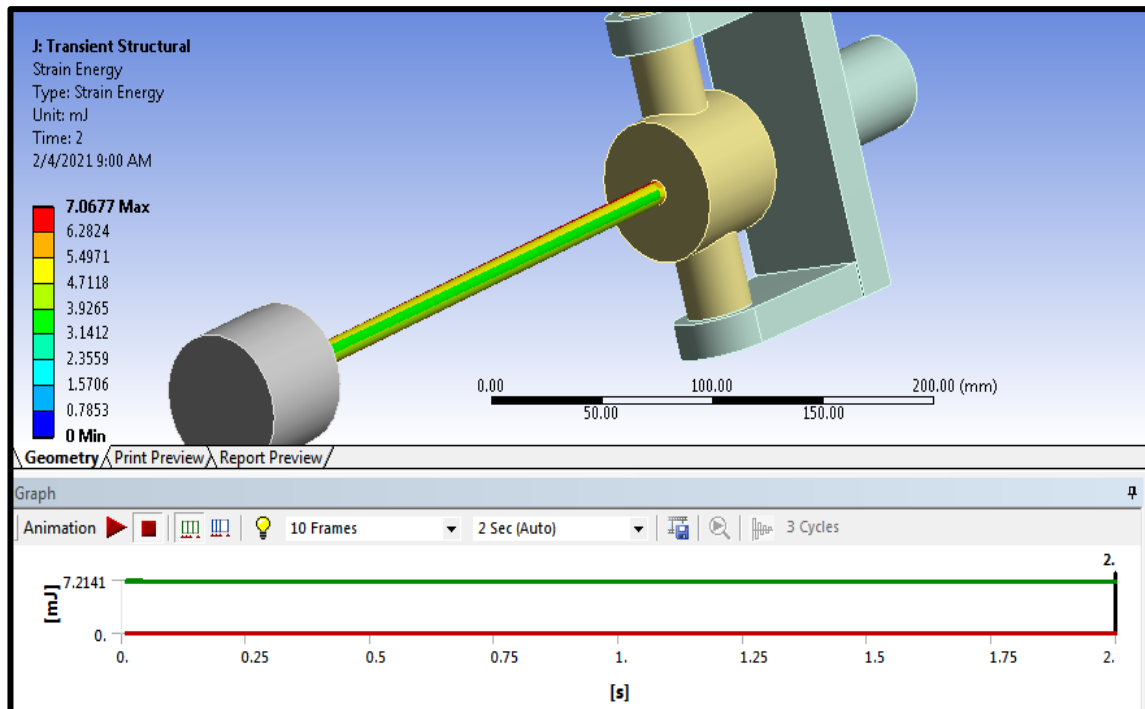 J: Transient Structural
Strain Energy
Type: Strain Energy
Unit: mJ
Time: 2
2/4/2021 9:00 AM
7.0677 Max
6.2824
5.4971
4.7118
3.9265
3.1412
2.3559
1.5706
0.7853
0 Min
0.00 100.00 200.00 (mm)
50.00 150.00
Geometry Print Preview Report Preview
Graph
Animation 10 Frames 2 Sec (Auto) 3 Cycles
2.
7.2141
[mJ]
0.
0. 0.25 0.5 0.75 1. 1.25 1.5 1.75 2.
[s]